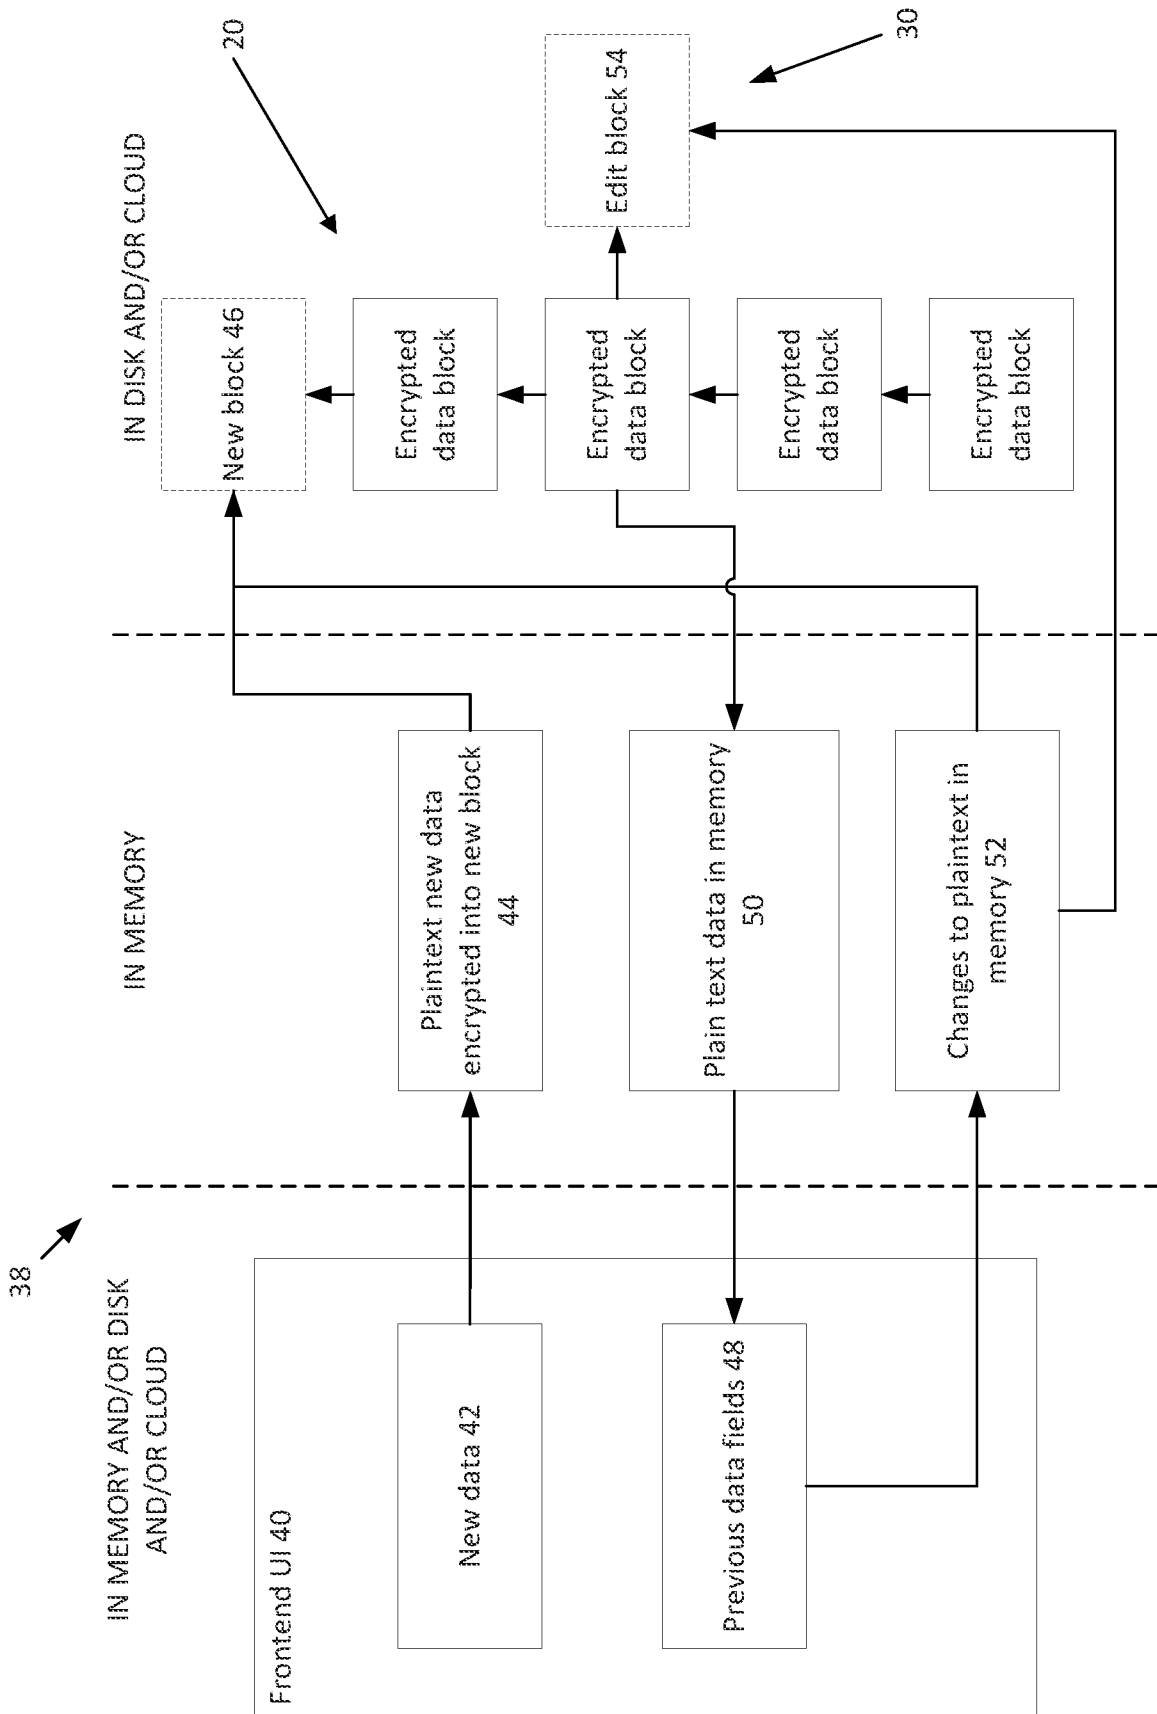 38
IN MEMORY AND/OR DISK
AND/OR CLOUD
IN MEMORY
IN DISK AND/OR CLOUD
Frontend UI 40
New data 42
Previous data fields 48
Plaintext new data
encrypted into new block
44
Plain text data in memory
50
Changes to plaintext in
memory 52
New block 46
Encrypted
data block
Encrypted
data block
Encrypted
data block
Encrypted
data block
Edit block 54
20
30